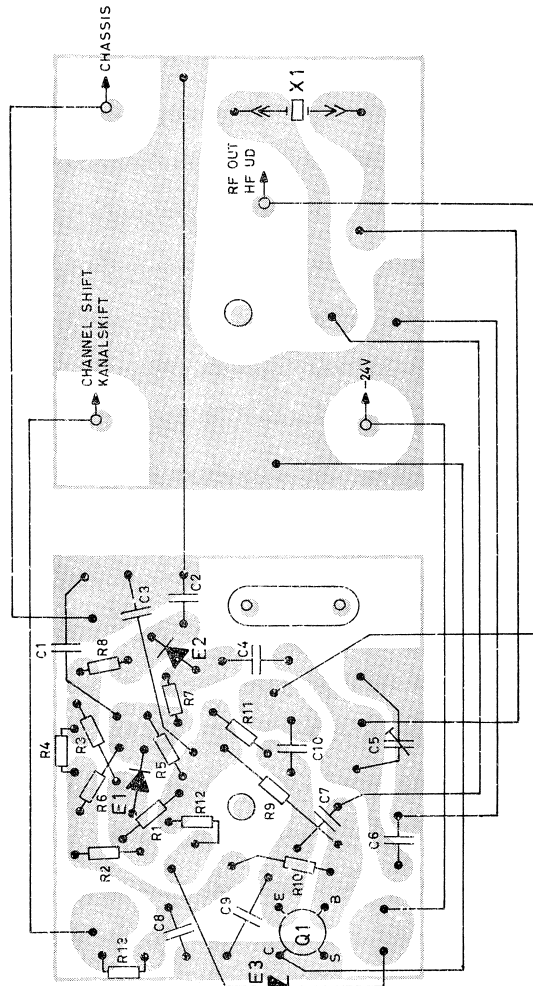 CHASSIS
X1
RF OUT
HF UD
CHANNEL SHIFT
KANALSKIFT
-24V
C1
C3
C2
R8
E2
R7
C4
R4
R3
R5
R11
R6
E1
C10
C5
R1
R12
R9
C7
R2
C6
R10
C8
C9
E
B
Q1
R13
C
S
E3